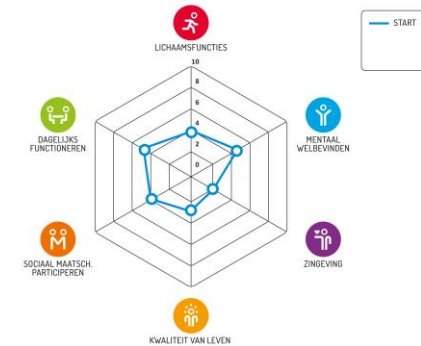 LICHAAMSFUNCTIES
START
10
8
6
4
2
0
DAGELIJKS
FUNCTIONEREN
MENTAAL
WELBEVINDEN
SOCIAAL MAATSCH.
PARTICIPEREN
ZINGEVING
KWALITEIT VAN LEVEN